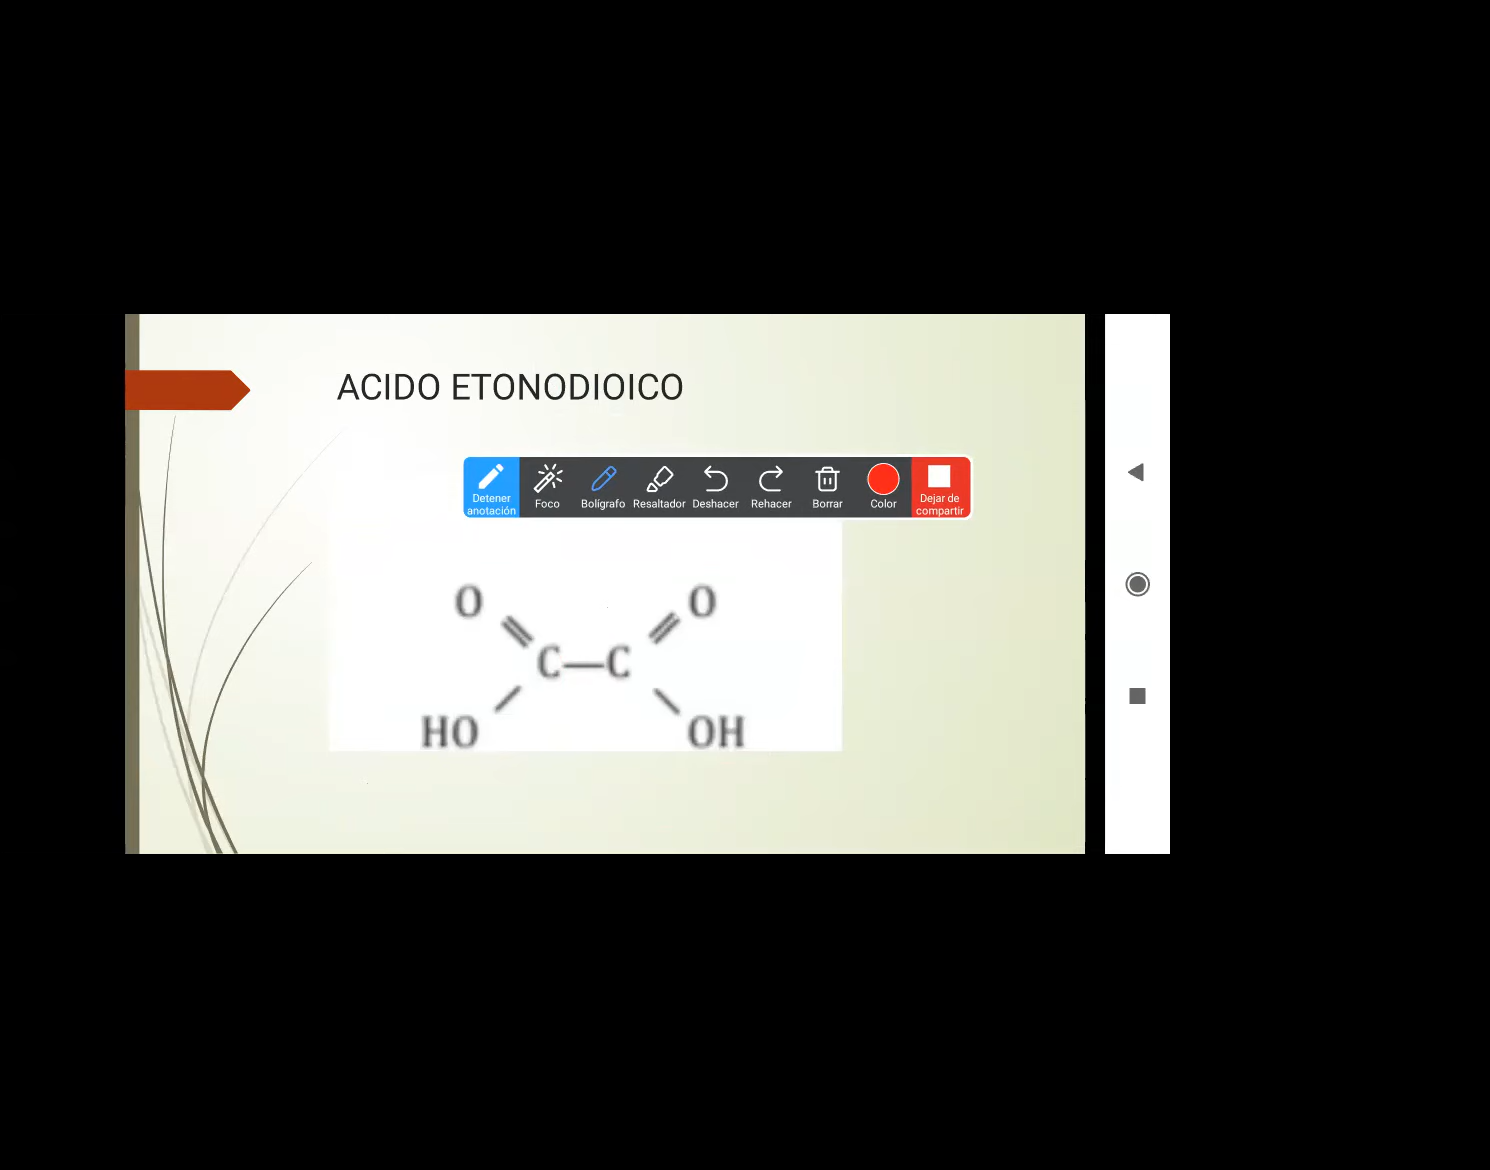 ACIDO ETONODIOICO
Detener anotación
Foco
Bolígrafo
Resaltador
Deshacer
Rehacer
Borrar
Color
Dejar de compartir
O O
C—C
HO OH